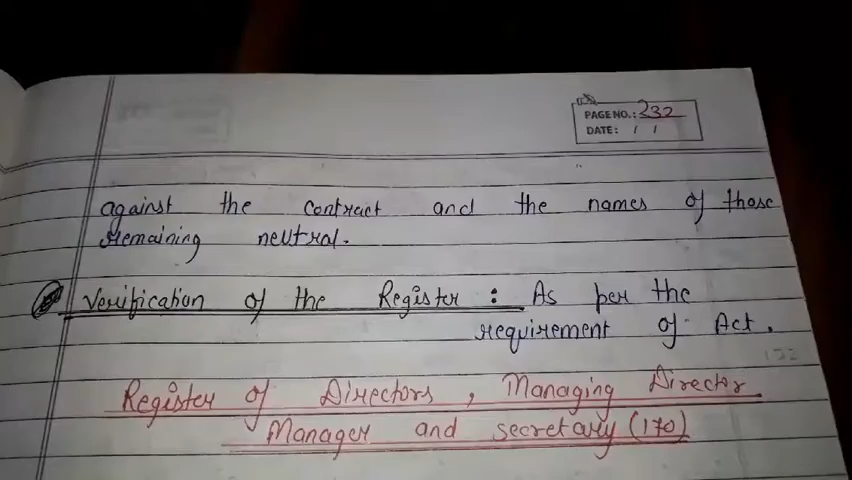 PAGE NO.: 232
DATE: / /
against the contract and the names of those
remaining neutral.
Verification of the Register : As per the
requirement of Act.
Register of Directors, Managing Director
Manager and secretary (170)